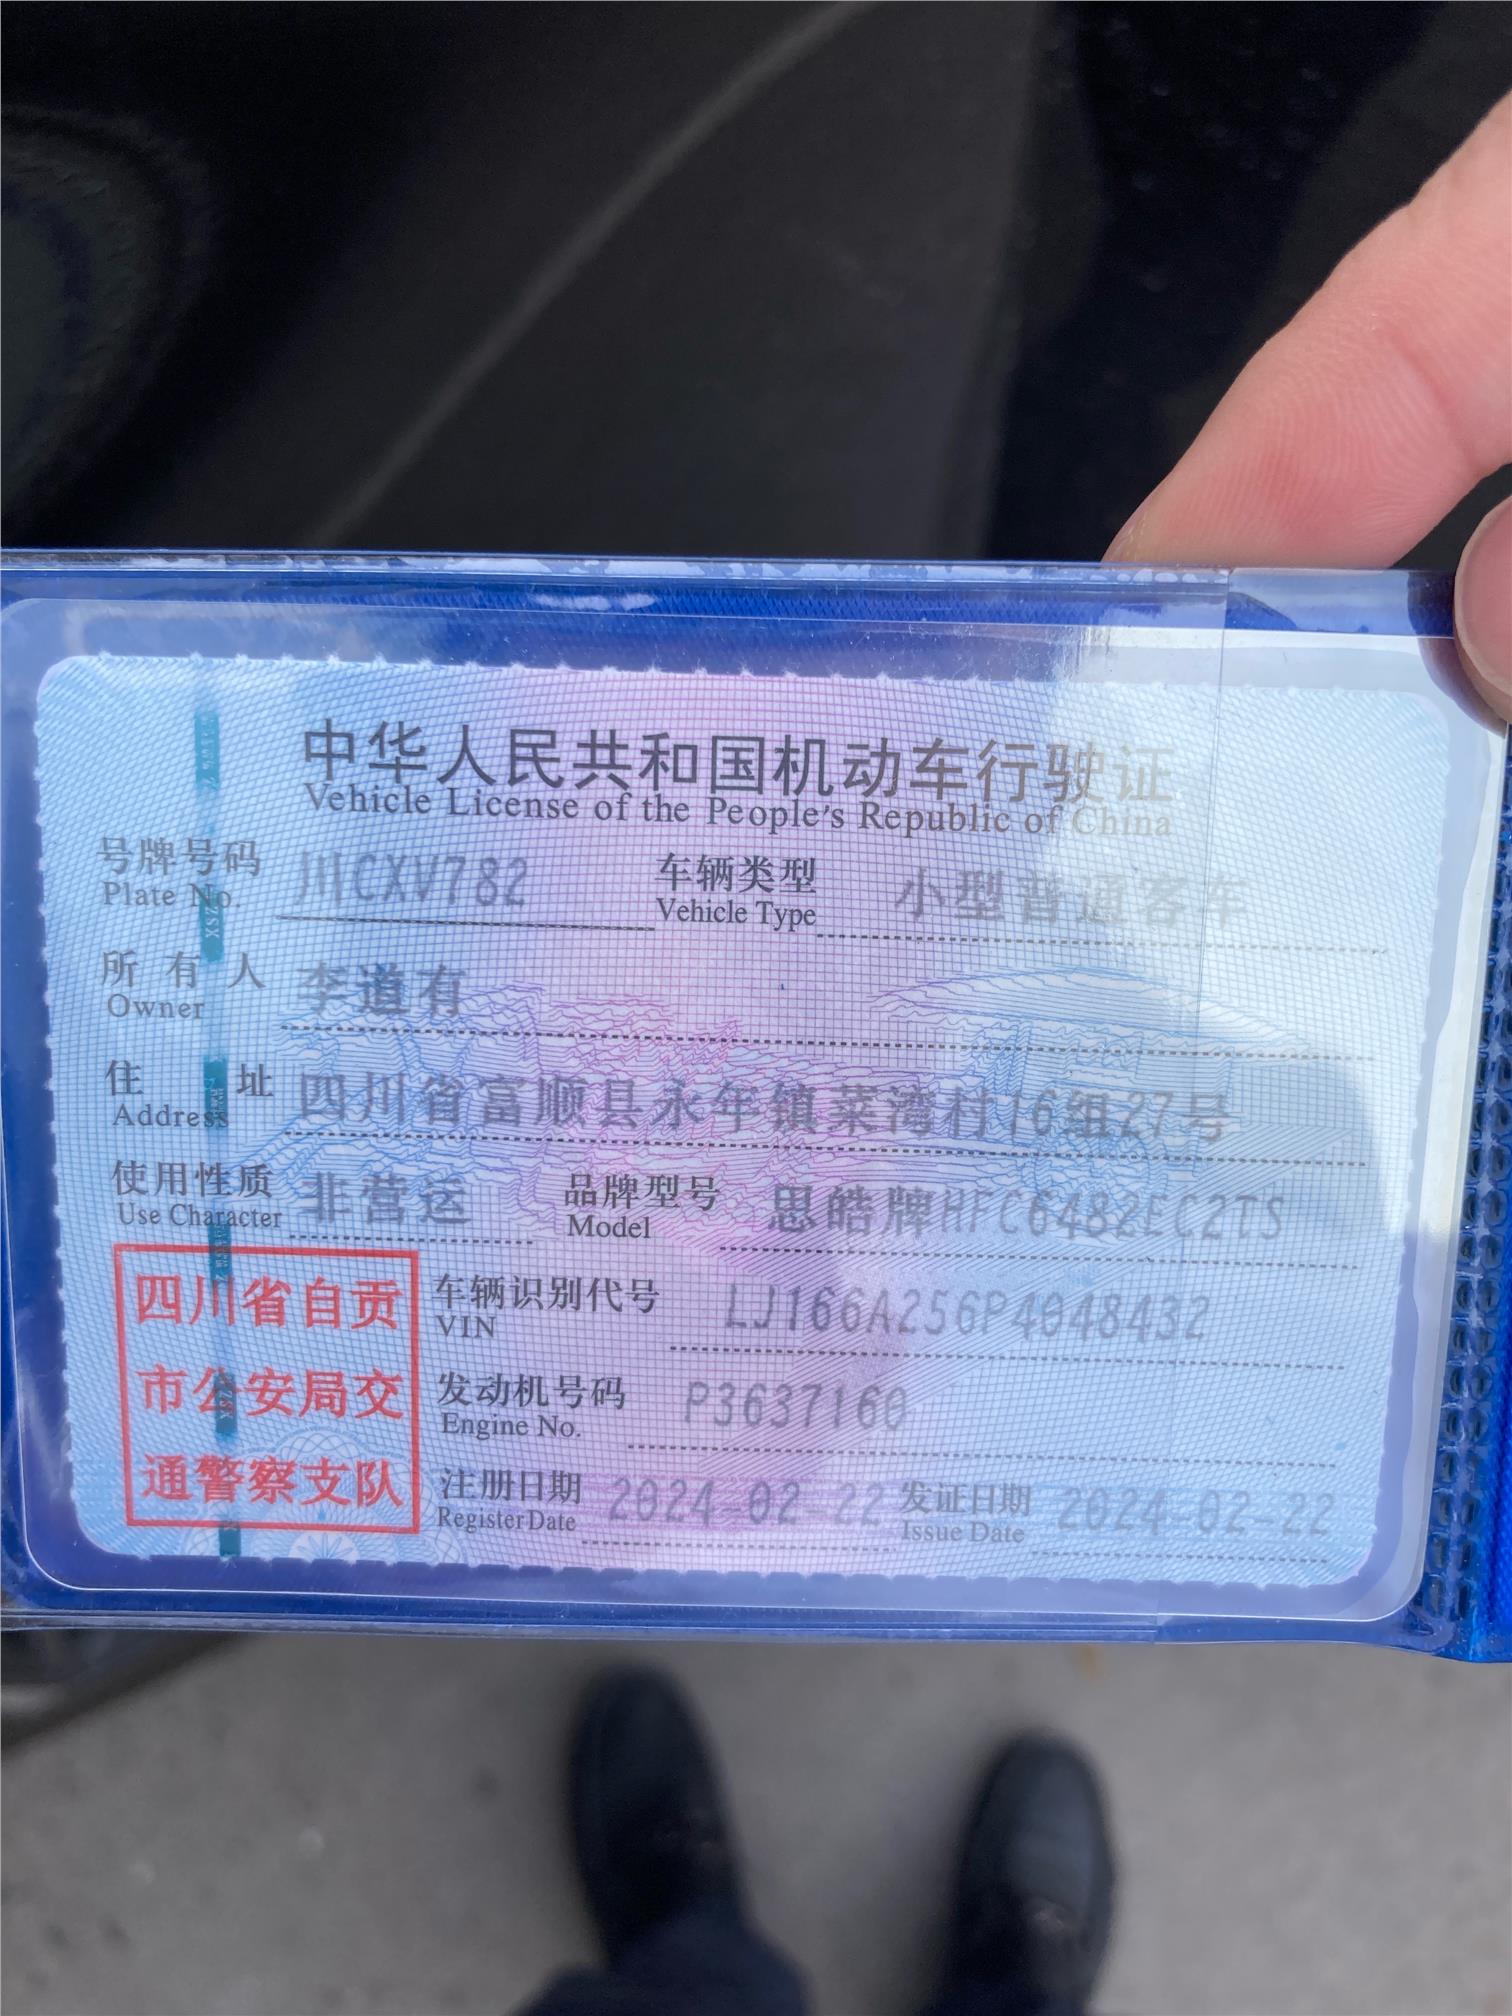 中华人民共和国机动车行驶证
Vehicle License of the People's Republic of China
号牌号码 川CXV782 车辆类型 小型普通客车
Plate No. Vehicle Type
所有人 李道有
Owner
住址 四川省富顺县永年镇菜湾村16组27号
Address
使用性质 非营运 品牌型号 思皓牌HFC6482EC2TS
Use Character Model
四川省自贡
市公安局交
通警察支队
车辆识别代号 LJ166A256P4048432
VIN
发动机号码 P3637160
Engine No.
注册日期 2024-02-22 发证日期 2024-02-22
Register Date Issue Date